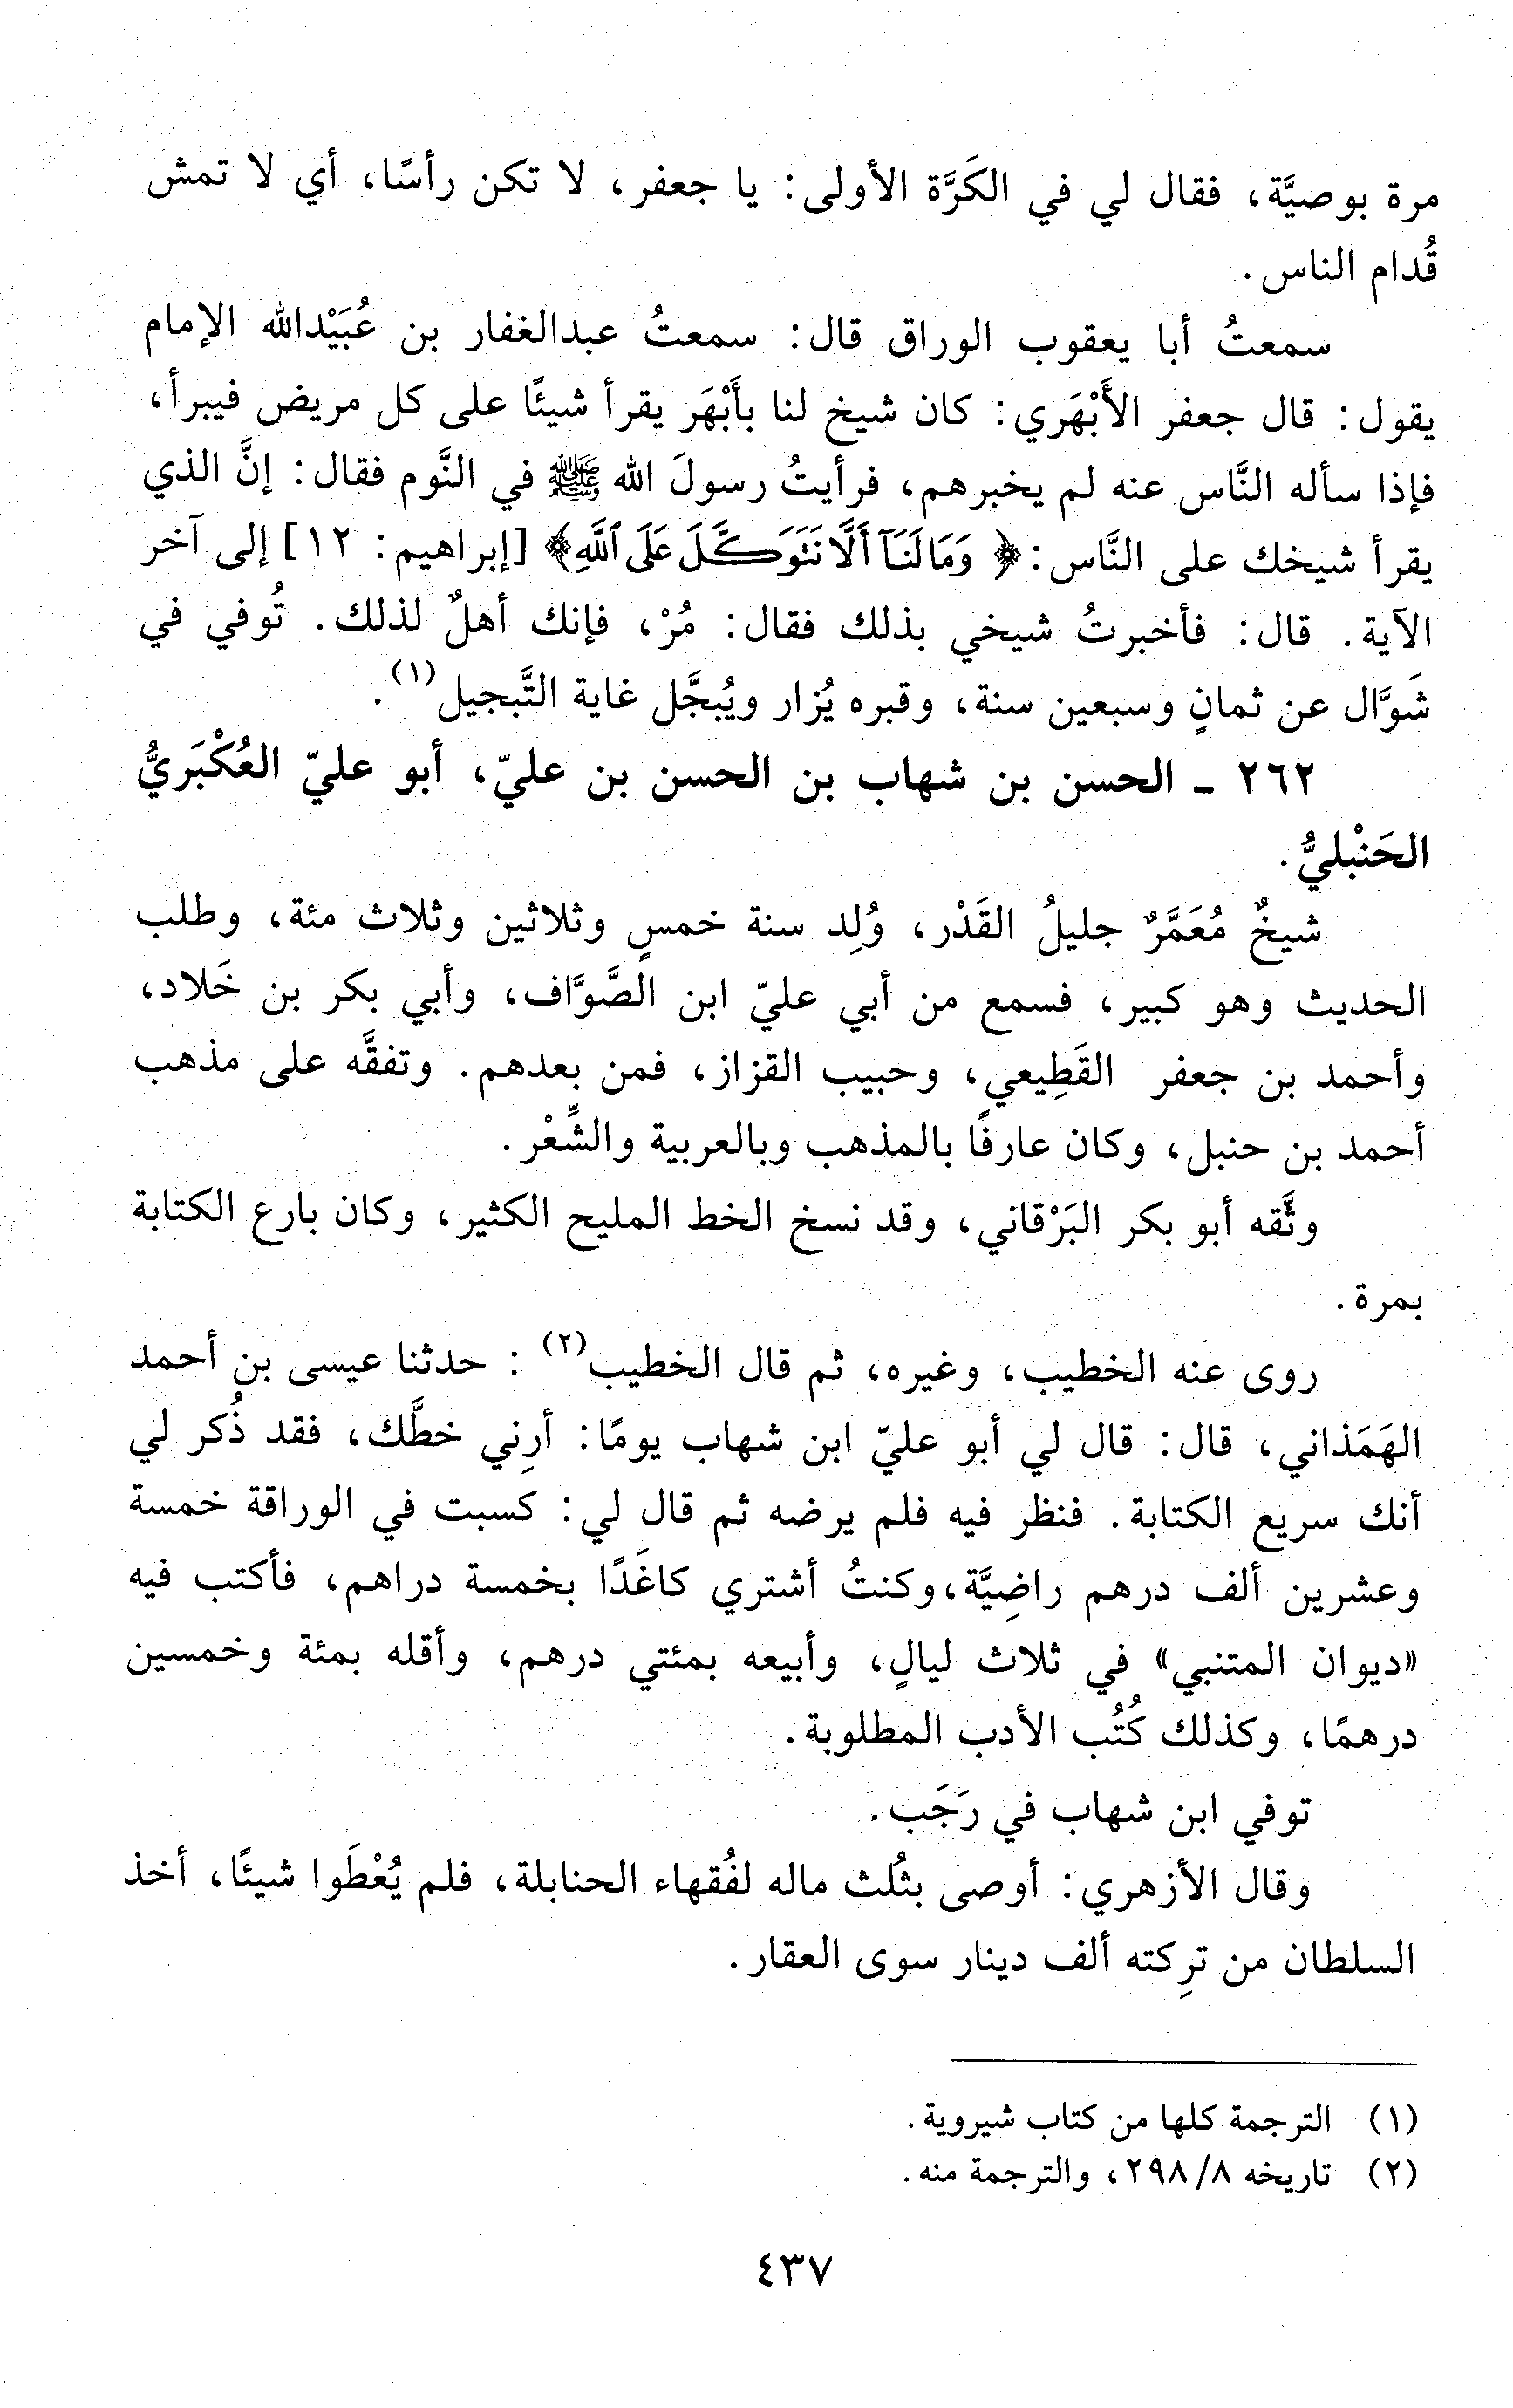 مرة بوصيَّة، فقال لي في الكَرَّة الأولى: يا جعفر، لا تكن رأسًا، أي لا تمش
قُدام الناس.
سمعتُ أبا يعقوب الوراق قال: سمعتُ عبدالغفار بن عُبَيْدالله الإمام
يقول: قال جعفر الأَبْهَري: كان شيخ لنا بأَبْهَر يقرأ شيئًا على كل مريض فيبرأ،
فإذا سأله النَّاس عنه لم يخبرهم، فرأيتُ رسولَ الله ﷺ في النَّوم فقال: إنَّ الذي
يقرأ شيخك على النَّاس: ﴿ وَمَا لَنَآ أَلَّا نَتَوَكَّلَ عَلَى ٱللَّهِ﴾ [إبراهيم: ١٢] إلى آخر
الآية. قال: فأخبرتُ شيخي بذلك فقال: مُرْ، فإنك أهلٌ لذلك. تُوفي في
شَوَّال عن ثمانٍ وسبعين سنة، وقبره يُزار ويُبجَّل غاية التَّبجيل(١).
٢٦٢ ـ الحسن بن شهاب بن الحسن بن عليّ، أبو عليّ العُكْبَريُّ
الحَنْبليُّ.
شيخٌ مُعَمَّرٌ جليلُ القَدْر، وُلِد سنة خمسٍ وثلاثين وثلاث مئة، وطلب
الحديث وهو كبير، فسمع من أبي عليّ ابن الصَّوَّاف، وأبي بكر بن خَلاد،
وأحمد بن جعفر القَطِيعي، وحبيب القزاز، فمن بعدهم. وتفقَّه على مذهب
أحمد بن حنبل، وكان عارفًا بالمذهب وبالعربية والشِّعْر.
وثَّقه أبو بكر البَرْقاني، وقد نسخ الخط المليح الكثير، وكان بارع الكتابة
بمرة.
روى عنه الخطيب، وغيره، ثم قال الخطيب(٢) : حدثنا عيسى بن أحمد
الهَمَذاني، قال: قال لي أبو عليّ ابن شهاب يومًا: أرِني خطَّك، فقد ذُكر لي
أنك سريع الكتابة. فنظر فيه فلم يرضه ثم قال لي: كسبت في الوراقة خمسة
وعشرين ألف درهم راضِيَّة، وكنتُ أشتري كاغَدًا بخمسة دراهم، فأكتب فيه
«ديوان المتنبي» في ثلاث ليالٍ، وأبيعه بمئتي درهم، وأقله بمئة وخمسين
درهمًا، وكذلك كُتُب الأدب المطلوبة.
توفي ابن شهاب في رَجَب.
وقال الأزهري: أوصى بثُلث ماله لفُقهاء الحنابلة، فلم يُعْطَوا شيئًا، أخذ
السلطان من ترِكته ألف دينار سوى العقار.
(١) الترجمة كلها من كتاب شيروية.
(٢) تاريخه ٨/ ٢٩٨، والترجمة منه.
٤٣٧